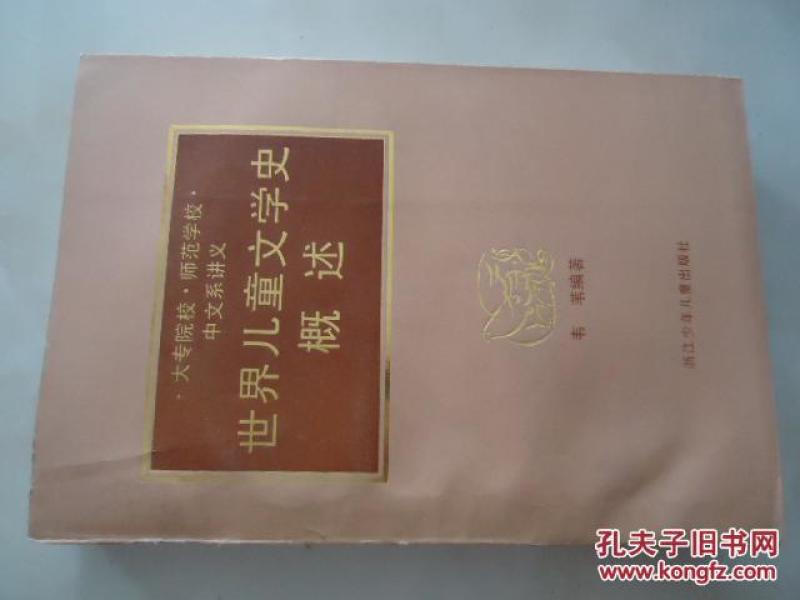 ·大专院校·师范学校·
中文系讲义
世界儿童文学史
概述
韦苇编著
浙江少年儿童出版社
孔夫子旧书网
www.kongfz.com